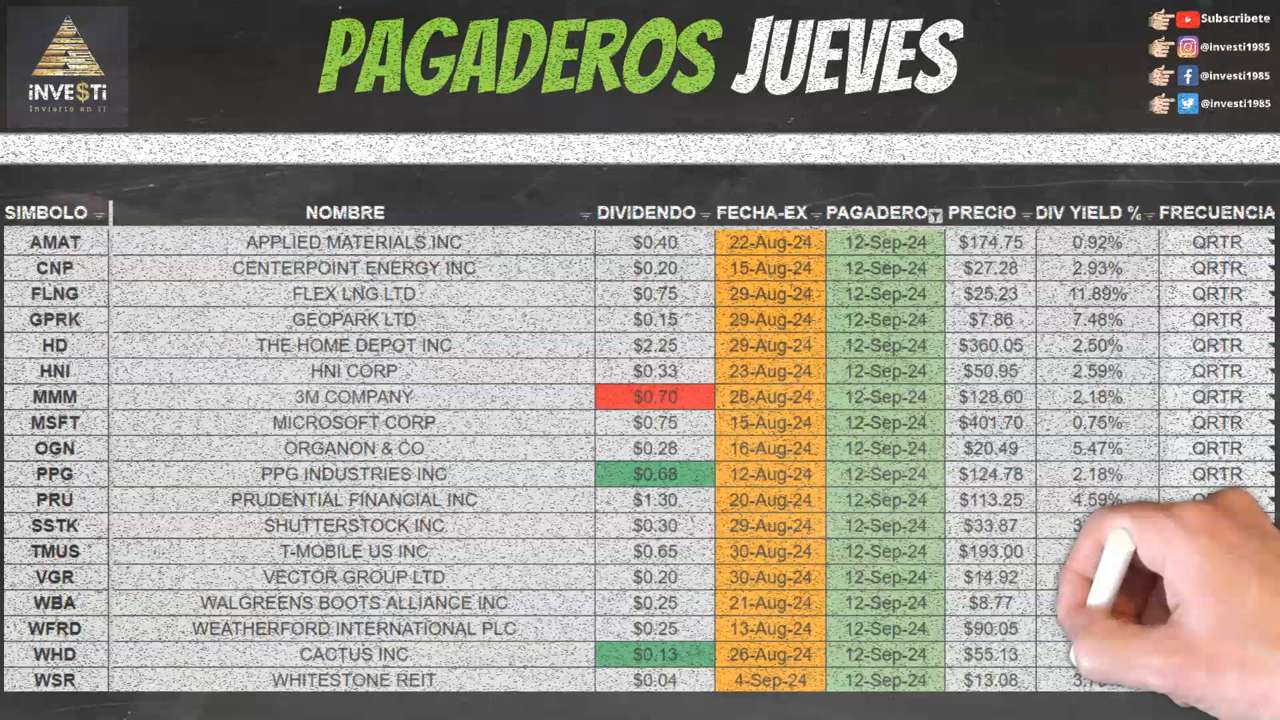 PAGADEROS JUEVES
INVE$Ti
Invierto en ti
Subscribete
@investi1985
@investi1985
@investi1985
SIMBOLO NOMBRE DIVIDENDO FECHA-EX PAGADERO PRECIO DIV YIELD % FRECUENCIA
AMAT APPLIED MATERIALS INC $0.40 22-Aug-24 12-Sep-24 $174.75 0.92% QRTR
CNP CENTERPOINT ENERGY INC $0.20 15-Aug-24 12-Sep-24 $27.28 2.93% QRTR
FLNG FLEX LNG LTD $0.75 29-Aug-24 12-Sep-24 $25.23 11.89% QRTR
GPRK GEOPARK LTD $0.15 29-Aug-24 12-Sep-24 $7.86 7.48% QRTR
HD THE HOME DEPOT INC $2.25 29-Aug-24 12-Sep-24 $360.05 2.50% QRTR
HNI HNI CORP $0.33 23-Aug-24 12-Sep-24 $50.95 2.59% QRTR
MMM 3M COMPANY $0.70 26-Aug-24 12-Sep-24 $128.60 2.18% QRTR
MSFT MICROSOFT CORP $0.75 15-Aug-24 12-Sep-24 $401.70 0.75% QRTR
OGN ORGANON & CO $0.28 16-Aug-24 12-Sep-24 $20.49 5.47% QRTR
PPG PPG INDUSTRIES INC $0.68 12-Aug-24 12-Sep-24 $124.78 2.18% QRTR
PRU PRUDENTIAL FINANCIAL INC $1.30 20-Aug-24 12-Sep-24 $113.25 4.59%
SSTK SHUTTERSTOCK INC $0.30 29-Aug-24 12-Sep-24 $33.87
TMUS T-MOBILE US INC $0.65 30-Aug-24 12-Sep-24 $193.00
VGR VECTOR GROUP LTD $0.20 30-Aug-24 12-Sep-24 $14.92
WBA WALGREENS BOOTS ALLIANCE INC $0.25 21-Aug-24 12-Sep-24 $8.77
WFRD WEATHERFORD INTERNATIONAL PLC $0.25 13-Aug-24 12-Sep-24 $90.05
WHD CACTUS INC $0.13 26-Aug-24 12-Sep-24 $55.13
WSR WHITESTONE REIT $0.04 4-Sep-24 12-Sep-24 $13.08